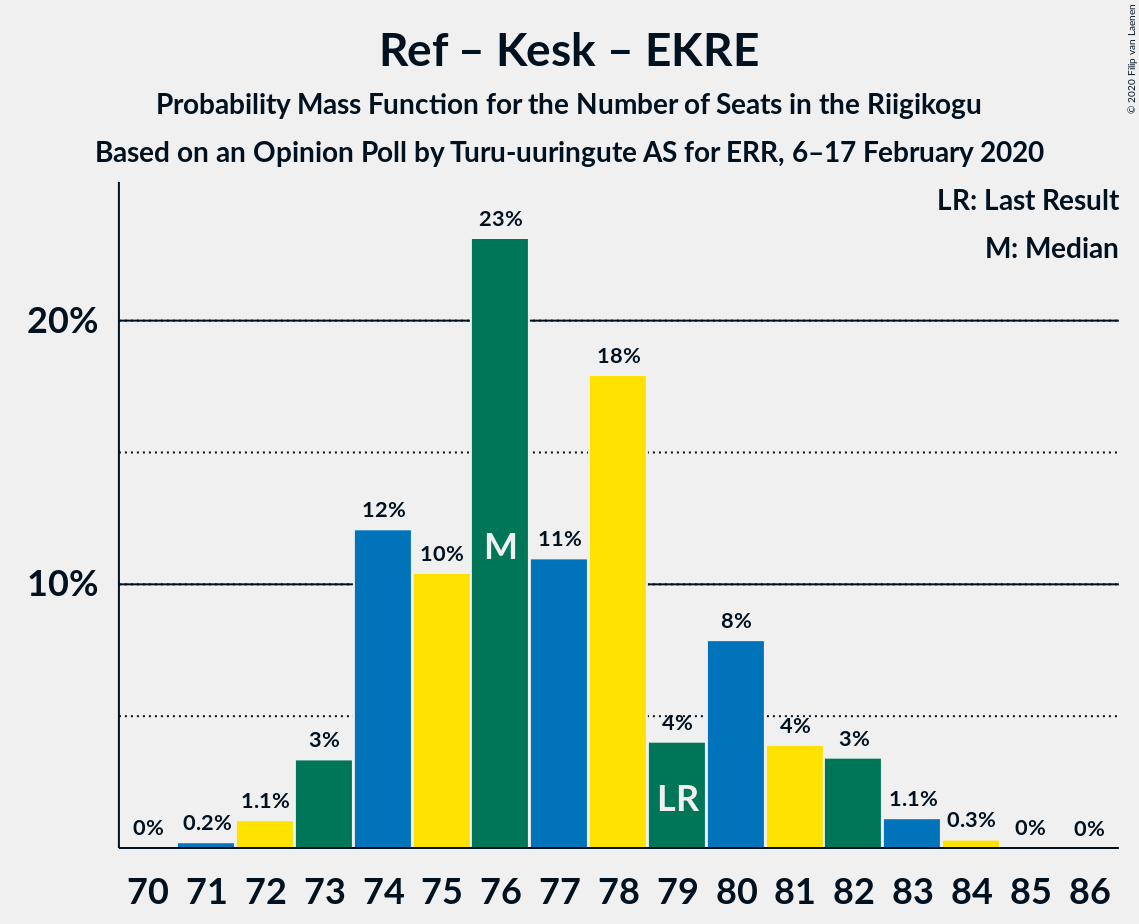 Ref – Kesk – EKRE
Probability Mass Function for the Number of Seats in the Riigikogu
Based on an Opinion Poll by Turu-uuringute AS for ERR, 6–17 February 2020
© 2020 Filip van Laenen
LR: Last Result
M: Median
20%
10%
0%
0.2%
1.1%
3%
12%
10%
23%
11%
18%
4%
8%
4%
3%
1.1%
0.3%
0%
0%
M
LR
70 71 72 73 74 75 76 77 78 79 80 81 82 83 84 85 86